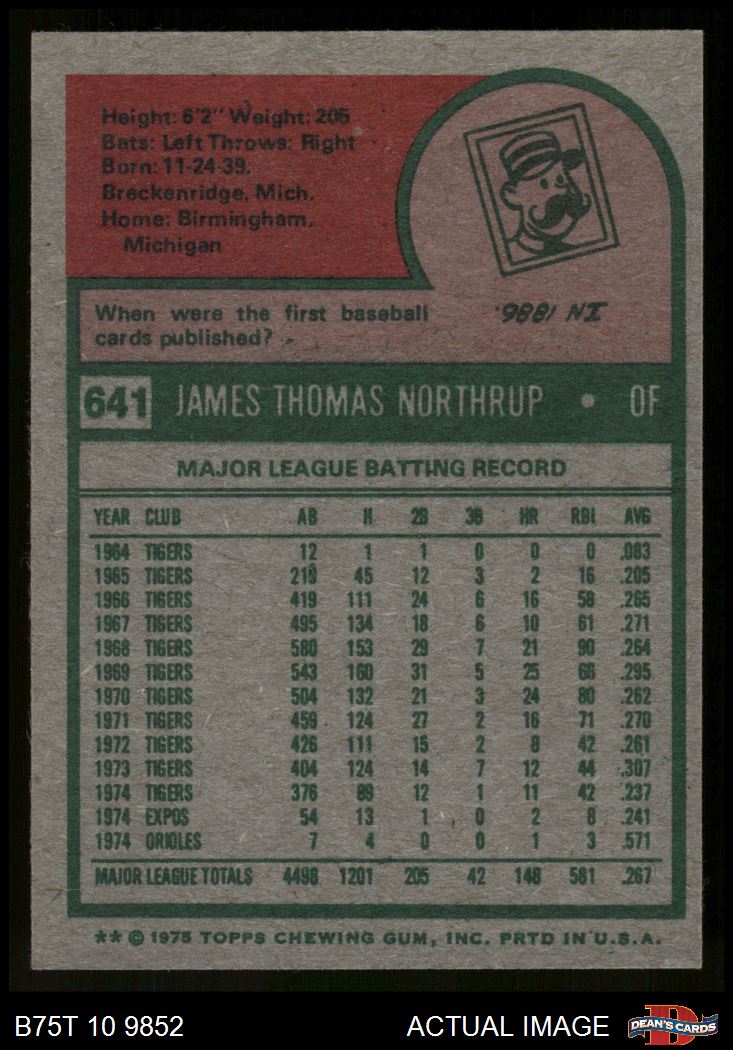 Height: 6'2" Weight: 205
Bats: Left Throws: Right
Born: 11-24-39,
Breckenridge, Mich.
Home: Birmingham,
Michigan
When were the first baseball
cards published?
IN 1886.
641 JAMES THOMAS NORTHRUP • OF
MAJOR LEAGUE BATTING RECORD
YEAR CLUB AB H 2B 3B HR RBI AVG
1964 TIGERS 12 1 1 0 0 0 .083
1965 TIGERS 219 45 12 3 2 16 .205
1966 TIGERS 419 111 24 6 16 58 .265
1967 TIGERS 495 134 18 6 10 61 .271
1968 TIGERS 580 153 29 7 21 90 .264
1969 TIGERS 543 160 31 5 25 66 .295
1970 TIGERS 504 132 21 3 24 80 .262
1971 TIGERS 459 124 27 2 16 71 .270
1972 TIGERS 426 111 15 2 8 42 .261
1973 TIGERS 404 124 14 7 12 44 .307
1974 TIGERS 376 89 12 1 11 42 .237
1974 EXPOS 54 13 1 0 2 8 .241
1974 ORIOLES 7 4 0 0 1 3 .571
MAJOR LEAGUE TOTALS 4498 1201 205 42 148 581 .267
** © 1975 TOPPS CHEWING GUM, INC. PRTD IN U.S.A.
B75T 10 9852 ACTUAL IMAGE DEAN'S CARDS